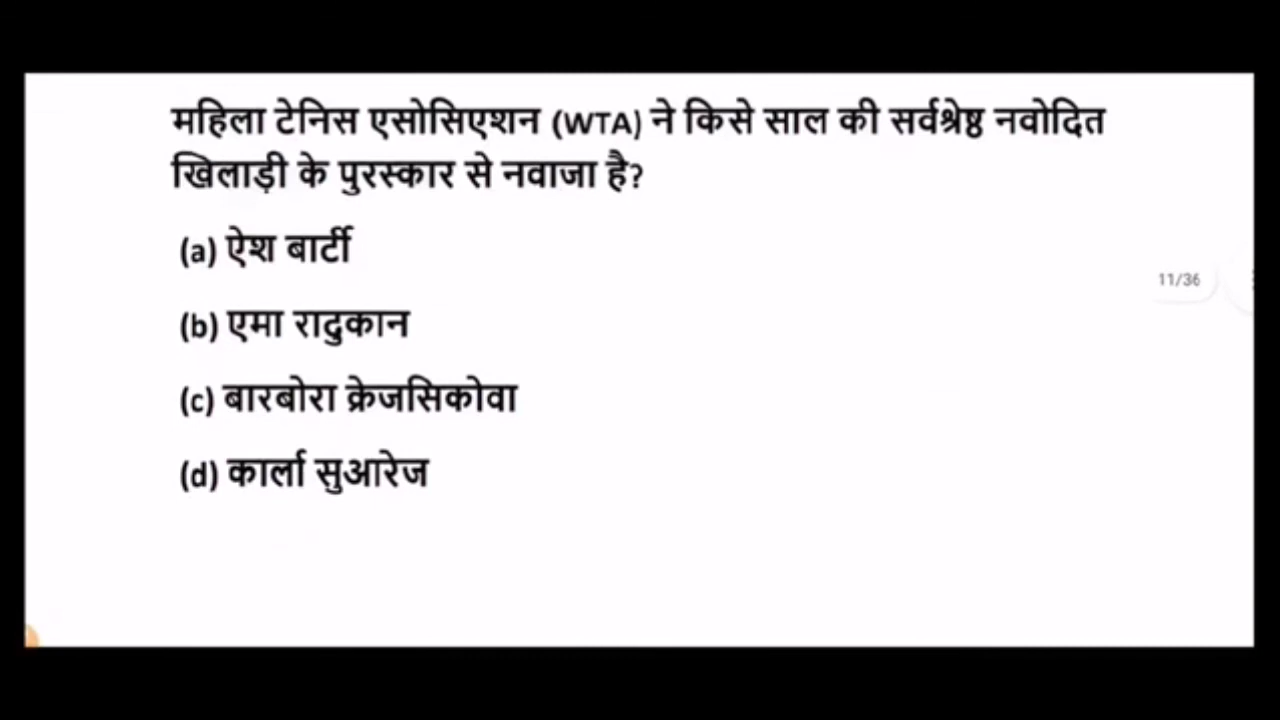 महिला टेनिस एसोसिएशन (WTA) ने किसे साल की सर्वश्रेष्ठ नवोदित
खिलाड़ी के पुरस्कार से नवाजा है?
(a) ऐश बार्टी
11/36
(b) एमा रादुकान
(c) बारबोरा क्रेजसिकोवा
(d) कार्ला सुआरेज